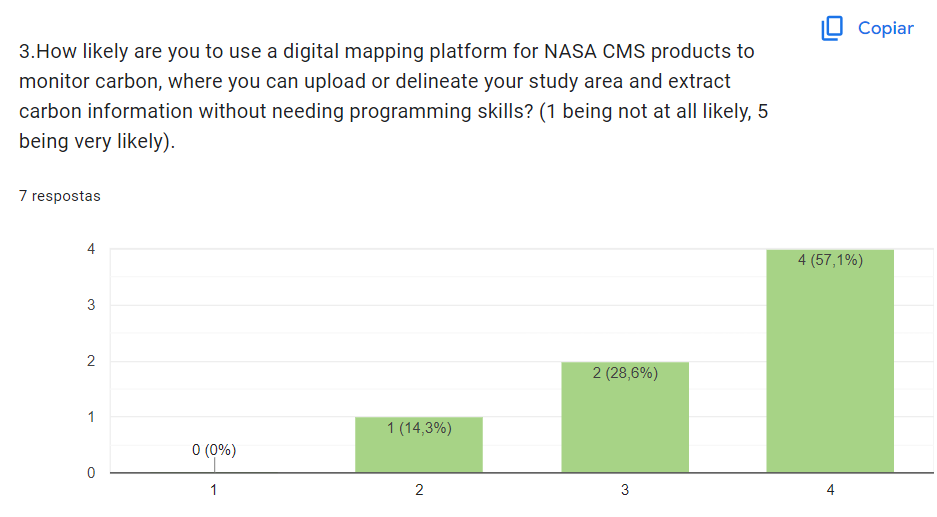 Copiar
3.How likely are you to use a digital mapping platform for NASA CMS products to
monitor carbon, where you can upload or delineate your study area and extract
carbon information without needing programming skills? (1 being not at all likely, 5
being very likely).
7 respostas
4
3
2
1
0
0 (0%)
1 (14,3%)
2 (28,6%)
4 (57,1%)
1
2
3
4